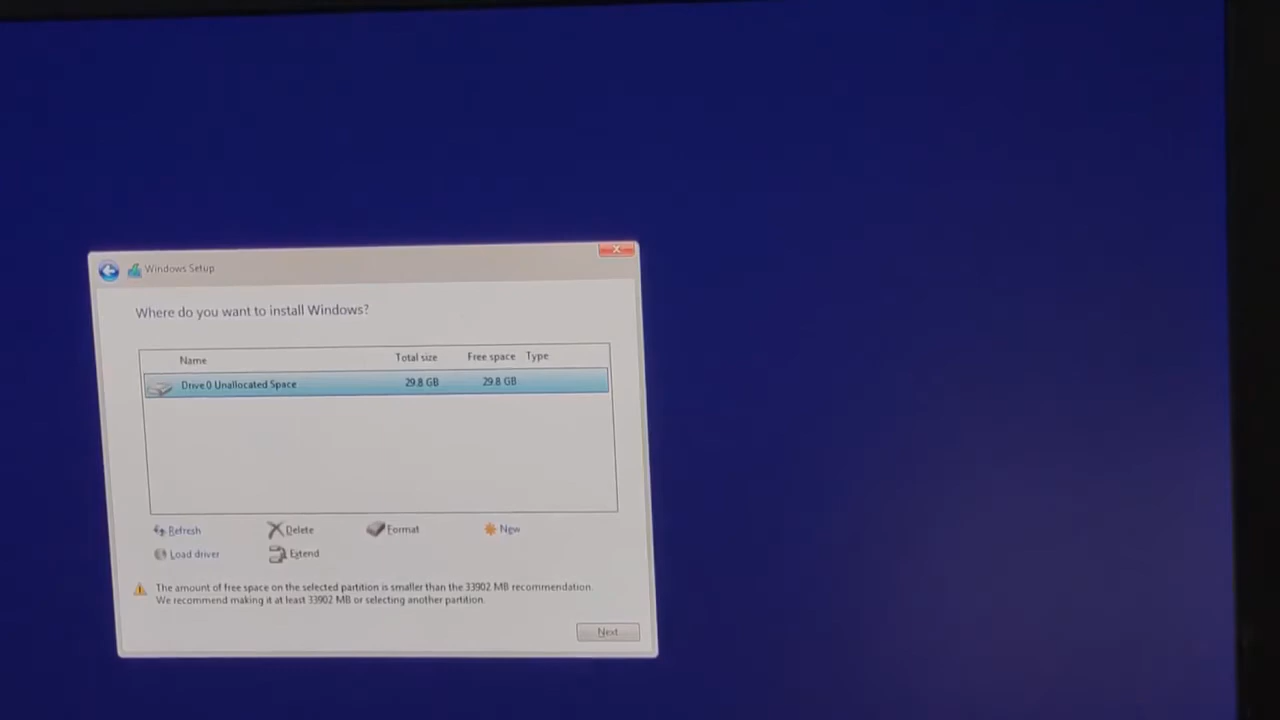 Windows Setup
Where do you want to install Windows?
Name Total size Free space Type
Drive 0 Unallocated Space 29.8 GB 29.8 GB
Refresh Delete Format New
Load driver Extend
The amount of free space on the selected partition is smaller than the 33902 MB recommendation.
We recommend making it at least 33902 MB or selecting another partition.
Next